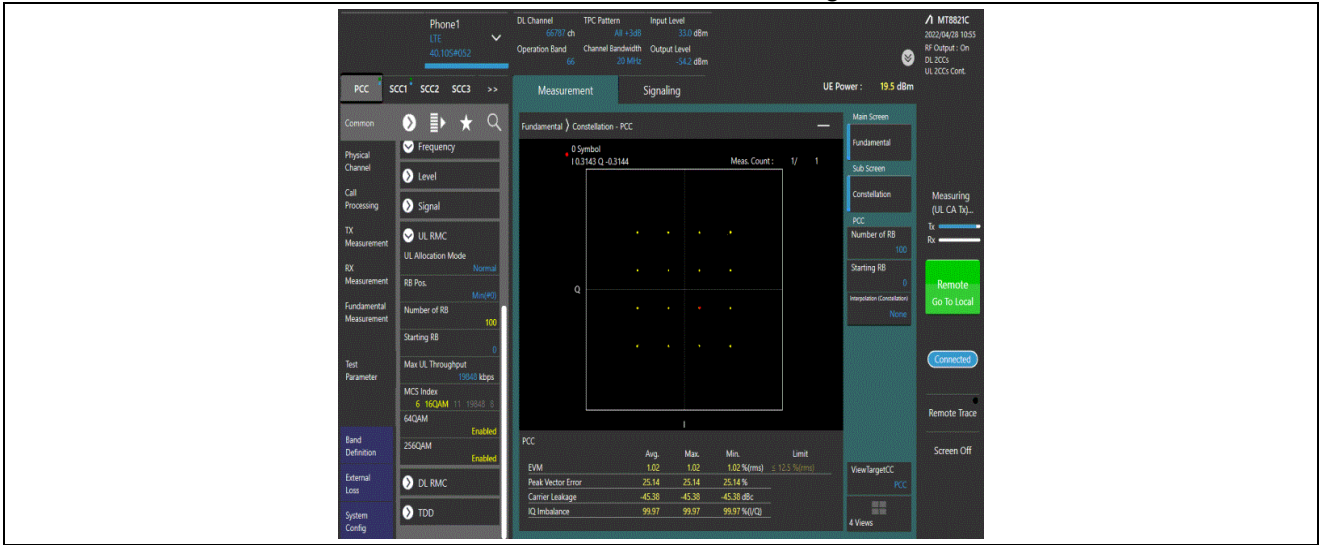 Phone1
LTE
40.10S#052
DL Channel TPC Pattern Input Level
66787 ch All +3dB 33.0 dBm
Operation Band Channel Bandwidth Output Level
66 20 MHz -54.2 dBm
MT8821C
2022/04/28 10:55
RF Output : On
DL 2CCs
UL 2CCs Cont.
PCC SCC1 SCC2 SCC3 >>
Measurement Signaling
UE Power : 19.5 dBm
Common
Physical
Channel
Call
Processing
TX
Measurement
RX
Measurement
Fundamental
Measurement
Test
Parameter
Band
Definition
External
Loss
System
Config
Frequency
Level
Signal
UL RMC
UL Allocation Mode
Normal
RB Pos.
Min(#0)
Number of RB
100
Starting RB
0
Max UL Throughput
19848 kbps
MCS Index
6 16QAM 11 19848 8
64QAM
Enabled
256QAM
Enabled
DL RMC
TDD
Fundamental 〉 Constellation - PCC
0 Symbol
I 0.3143 Q -0.3144 Meas. Count : 1/ 1
Q
I
PCC
Avg. Max. Min. Limit
EVM 1.02 1.02 1.02 %(rms) ≤ 12.5 %(rms)
Peak Vector Error 25.14 25.14 25.14 %
Carrier Leakage -45.38 -45.38 -45.38 dBc
IQ Imbalance 99.97 99.97 99.97 %(I/Q)
Main Screen
Fundamental
Sub Screen
Constellation
PCC
Number of RB
100
Starting RB
0
Interpolation (Constellation)
None
ViewTargetCC
PCC
4 Views
Measuring
(UL CA Tx)...
Tx
Rx
Remote
Go To Local
Connected
Remote Trace
Screen Off